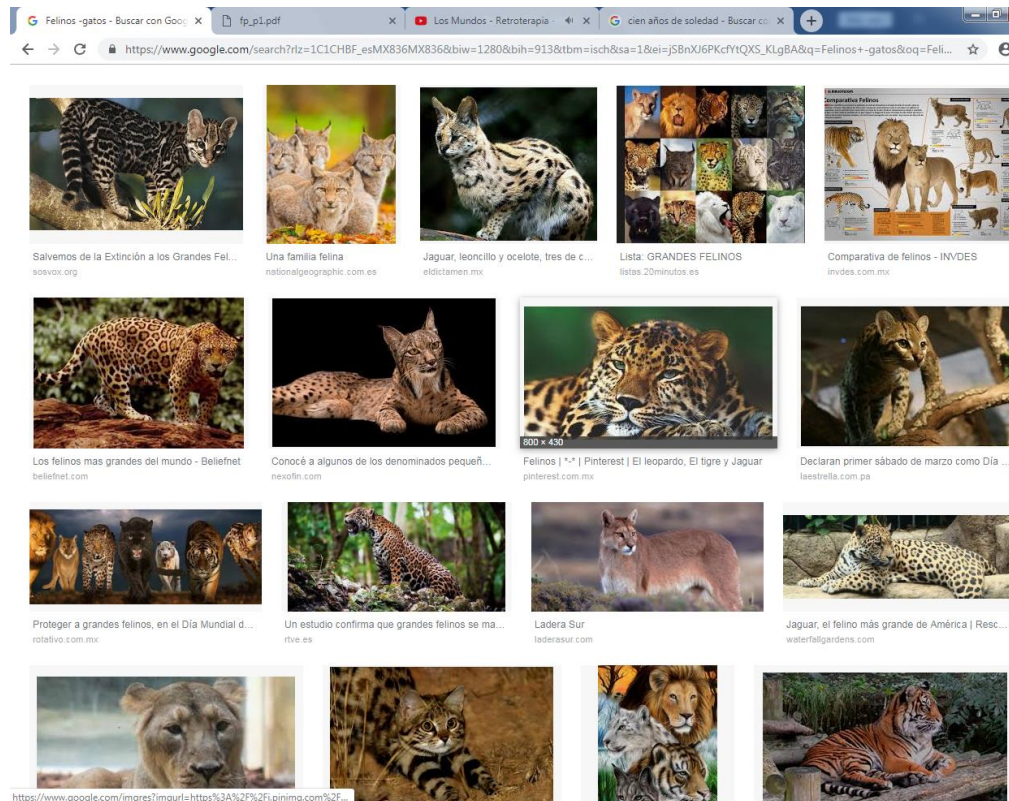 Felinos -gatos - Buscar con Goog
fp_p1.pdf
Los Mundos - Retroterapia -
cien años de soledad - Buscar co
https://www.google.com/search?rlz=1C1CHBF_esMX836MX836&biw=1280&bih=913&tbm=isch&sa=1&ei=jSBnXJ6PKcfYtQXS_KLgBA&q=Felinos+-gatos&oq=Feli...
Comparativa Felinos
Salvemos de la Extinción a los Grandes Fel...
sosvox.org
Una familia felina
nationalgeographic.com.es
Jaguar, leoncillo y ocelote, tres de c...
eldictamen.mx
Lista: GRANDES FELINOS
listas.20minutos.es
Comparativa de felinos - INVDES
invdes.com.mx
800 × 430
Los felinos mas grandes del mundo - Beliefnet
beliefnet.com
Conocé a algunos de los denominados pequeñ...
nexofin.com
Felinos | *-* | Pinterest | El leopardo, El tigre y Jaguar
pinterest.com.mx
Declaran primer sábado de marzo como Día ...
laestrella.com.pa
Proteger a grandes felinos, en el Día Mundial d...
rotativo.com.mx
Un estudio confirma que grandes felinos se ma...
rtve.es
Ladera Sur
laderasur.com
Jaguar, el felino más grande de América | Resc...
waterfallgardens.com
https://www.google.com/imgres?imgurl=https%3A%2F%2Fi.pinimg.com%2F...